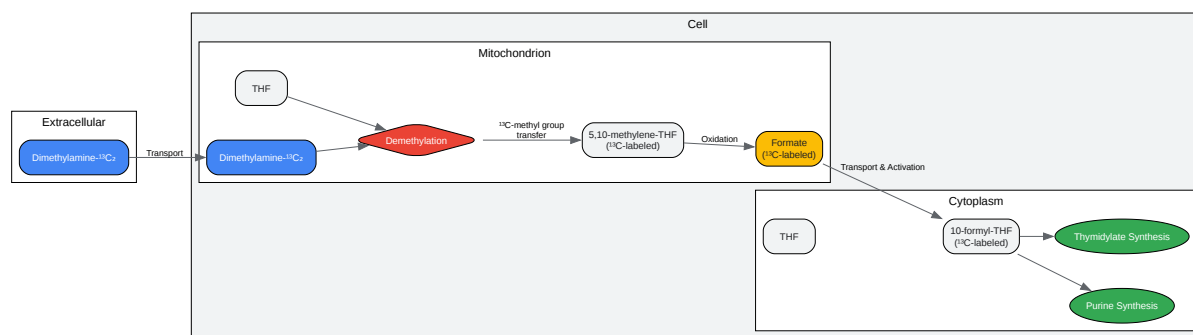 Cell
Mitochondrion
THF
Extracellular
Dimethylamine-¹³C₂
Transport
Dimethylamine-¹³C₂
Demethylation
¹³C-methyl group
transfer
5,10-methylene-THF
(¹³C-labeled)
Oxidation
Formate
(¹³C-labeled)
Transport & Activation
Cytoplasm
THF
10-formyl-THF
(¹³C-labeled)
Thymidylate Synthesis
Purine Synthesis